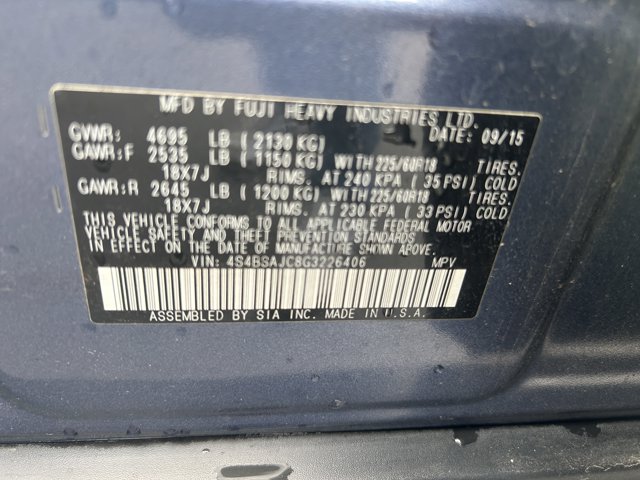 MFD BY FUJI HEAVY INDUSTRIES LTD.
GVWR: 4695 LB (2130 KG) DATE: 09/15
GAWR:F 2535 LB (1150 KG) WITH 225/60R18 TIRES.
18X7J RIMS. AT 240 KPA (35 PSI) COLD
GAWR:R 2645 LB (1200 KG) WITH 225/60R18 TIRES.
18X7J RIMS. AT 230 KPA (33 PSI) COLD
THIS VEHICLE CONFORMS TO ALL APPLICABLE FEDERAL MOTOR
VEHICLE SAFETY AND THEFT PREVENTION STANDARDS
IN EFFECT ON THE DATE OF MANUFACTURE SHOWN ABOVE.
VIN: 4S4BSAJC8G3226406 MPV
ASSEMBLED BY SIA INC. MADE IN U.S.A.